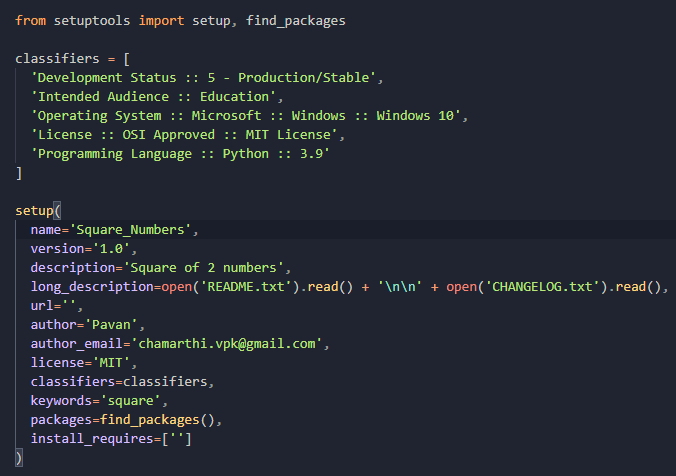 from setuptools import setup, find_packages

classifiers = [
  'Development Status :: 5 - Production/Stable',
  'Intended Audience :: Education',
  'Operating System :: Microsoft :: Windows :: Windows 10',
  'License :: OSI Approved :: MIT License',
  'Programming Language :: Python :: 3.9'
]

setup(
  name='Square_Numbers',
  version='1.0',
  description='Square of 2 numbers',
  long_description=open('README.txt').read() + '\n\n' + open('CHANGELOG.txt').read(),
  url='',
  author='Pavan',
  author_email='chamarthi.vpk@gmail.com',
  license='MIT',
  classifiers=classifiers,
  keywords='square',
  packages=find_packages(),
  install_requires=['']
)